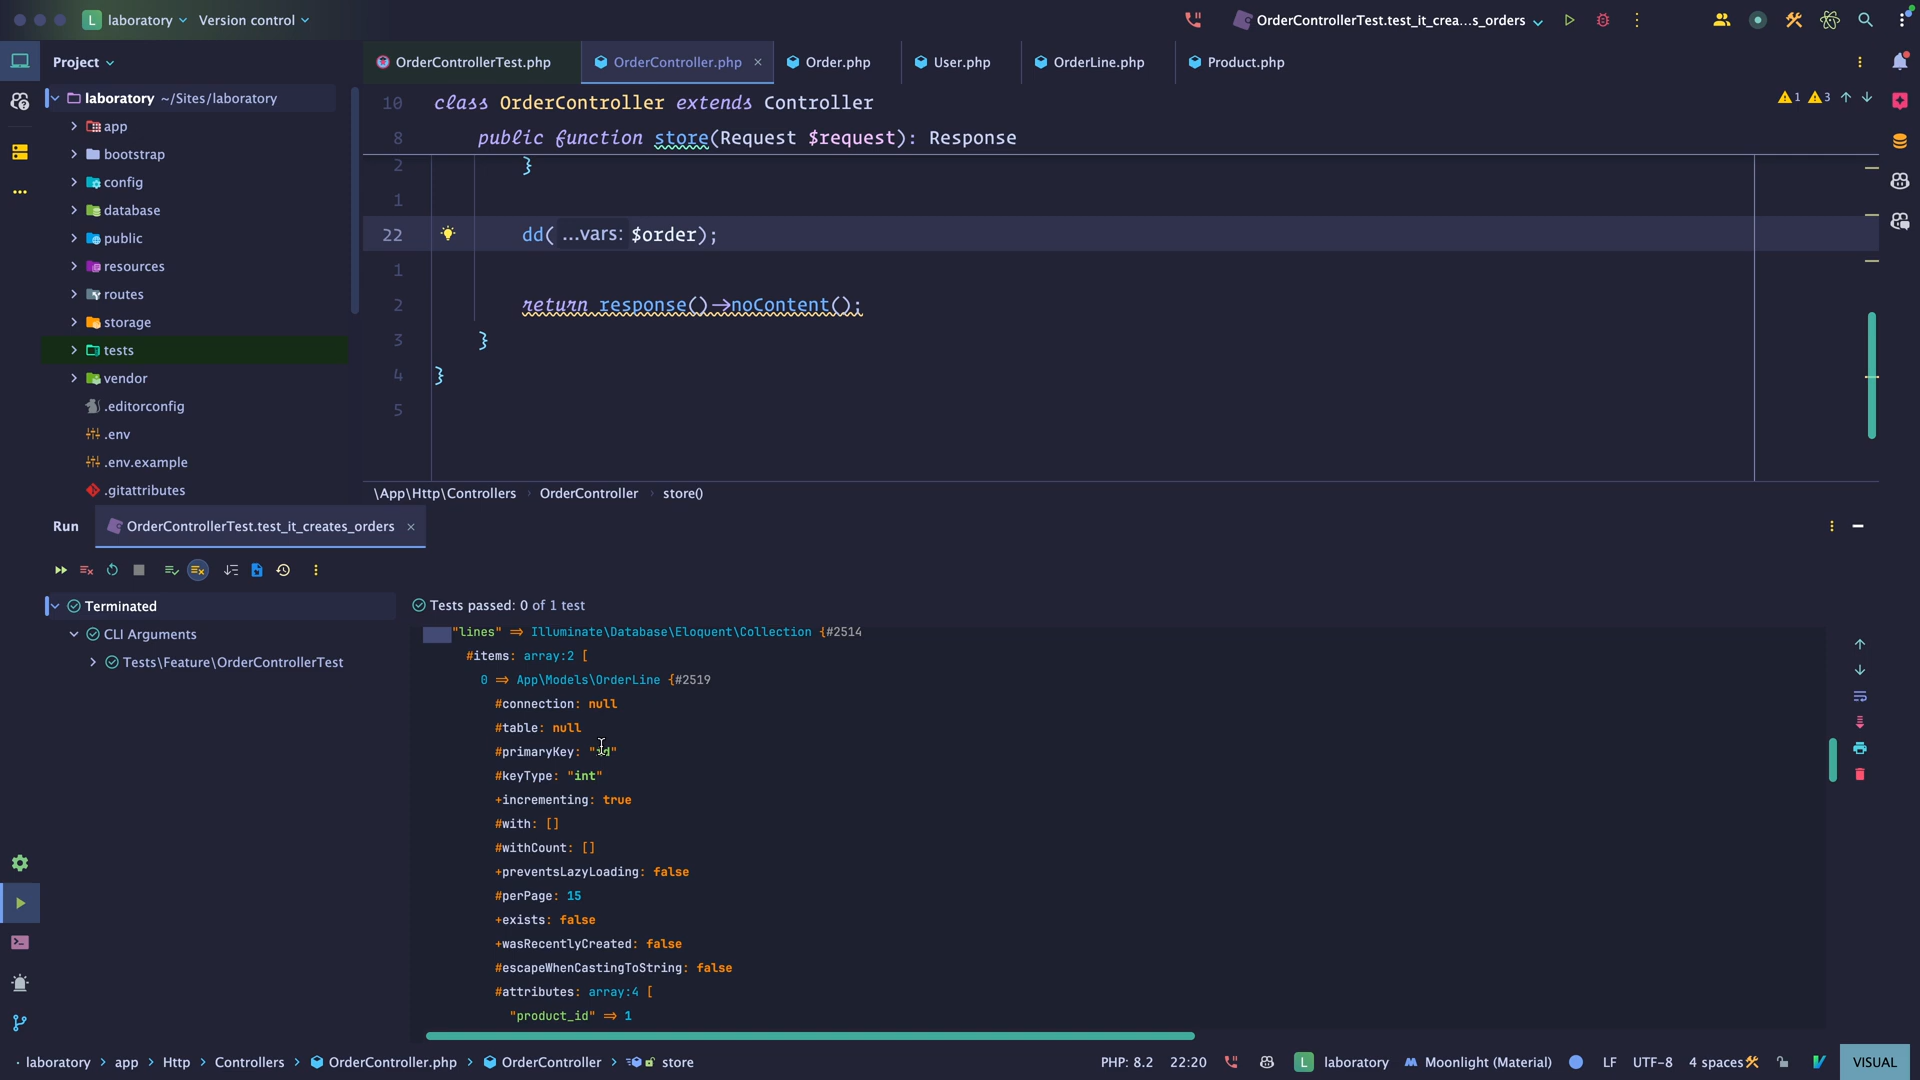 L laboratory Version control OrderControllerTest.test_it_crea...s_orders
Project OrderControllerTest.php OrderController.php Order.php User.php OrderLine.php Product.php
laboratory ~/Sites/laboratory
app
bootstrap
config
database
public
resources
routes
storage
tests
vendor
.editorconfig
.env
.env.example
.gitattributes
10 class OrderController extends Controller
1 3
8 public function store(Request $request): Response
2 }
1
22 dd( ...vars: $order);
1
2 return response()→noContent();
3 }
4 }
5
\App\Http\Controllers OrderController store()
Run OrderControllerTest.test_it_creates_orders
Terminated
CLI Arguments
Tests\Feature\OrderControllerTest
Tests passed: 0 of 1 test
"lines" ⇒ Illuminate\Database\Eloquent\Collection {#2514
#items: array:2 [
0 ⇒ App\Models\OrderLine {#2519
#connection: null
#table: null
#primaryKey: "id"
#keyType: "int"
+incrementing: true
#with: []
#withCount: []
+preventsLazyLoading: false
#perPage: 15
+exists: false
+wasRecentlyCreated: false
#escapeWhenCastingToString: false
#attributes: array:4 [
"product_id" ⇒ 1
laboratory app Http Controllers OrderController.php OrderController store PHP: 8.2 22:20 L laboratory Moonlight (Material) LF UTF-8 4 spaces VISUAL